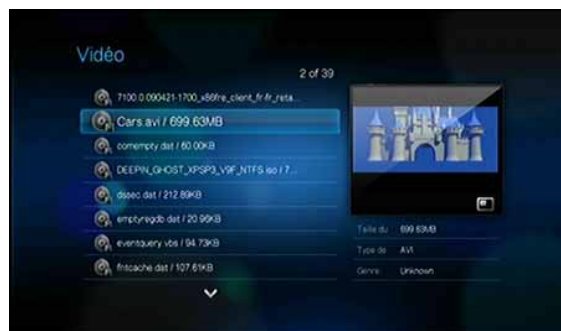 Vidéo
2 of 39
7100.0.090421-1700_x86fre_client_fr-fr_reta...
Cars.avi / 699.63MB
comempty.dat / 60.00KB
DEEPIN_GHOST_XPSP3_V9F_NTFS.iso / 7...
dssec.dat / 212.89KB
emptyregdb.dat / 20.96KB
eventquery.vbs / 94.73KB
fntcache.dat / 107.61KB
Taille du 699.63MB
Type de AVI
Genre Unknown